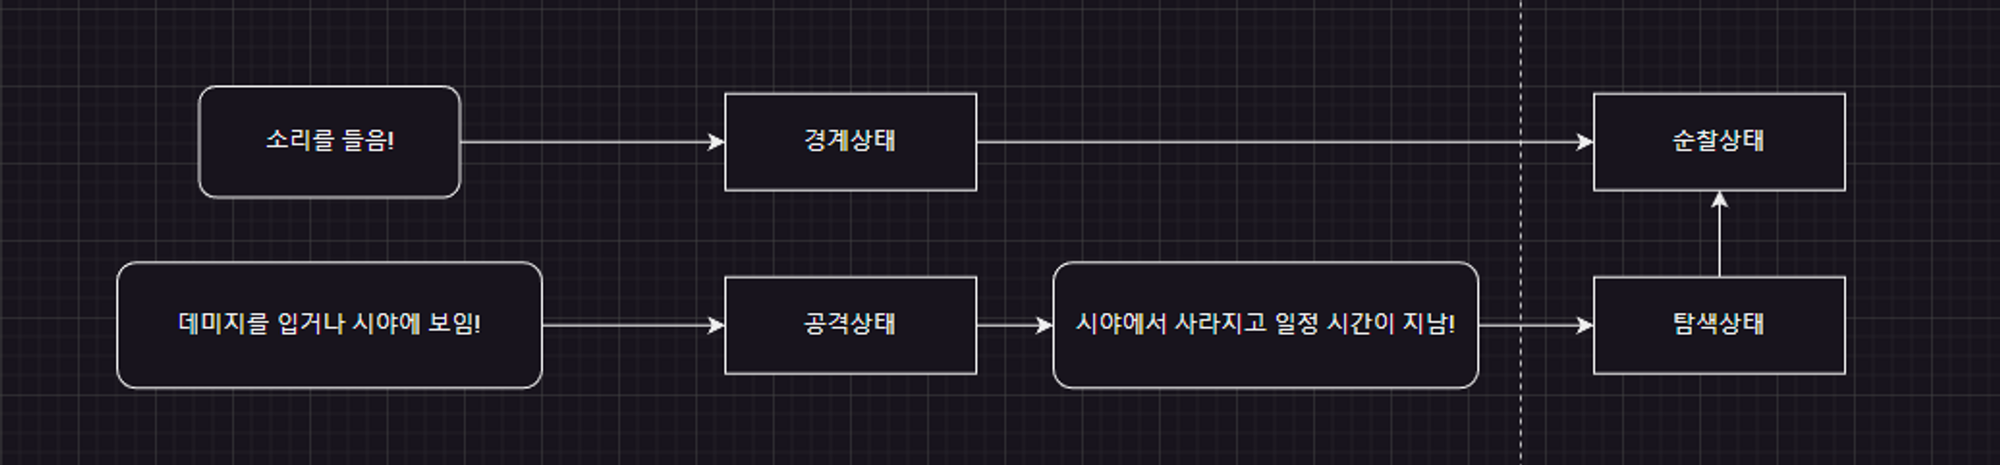 소리를 들음!
경계상태
순찰상태
데미지를 입거나 시야에 보임!
공격상태
시야에서 사라지고 일정 시간이 지남!
탐색상태